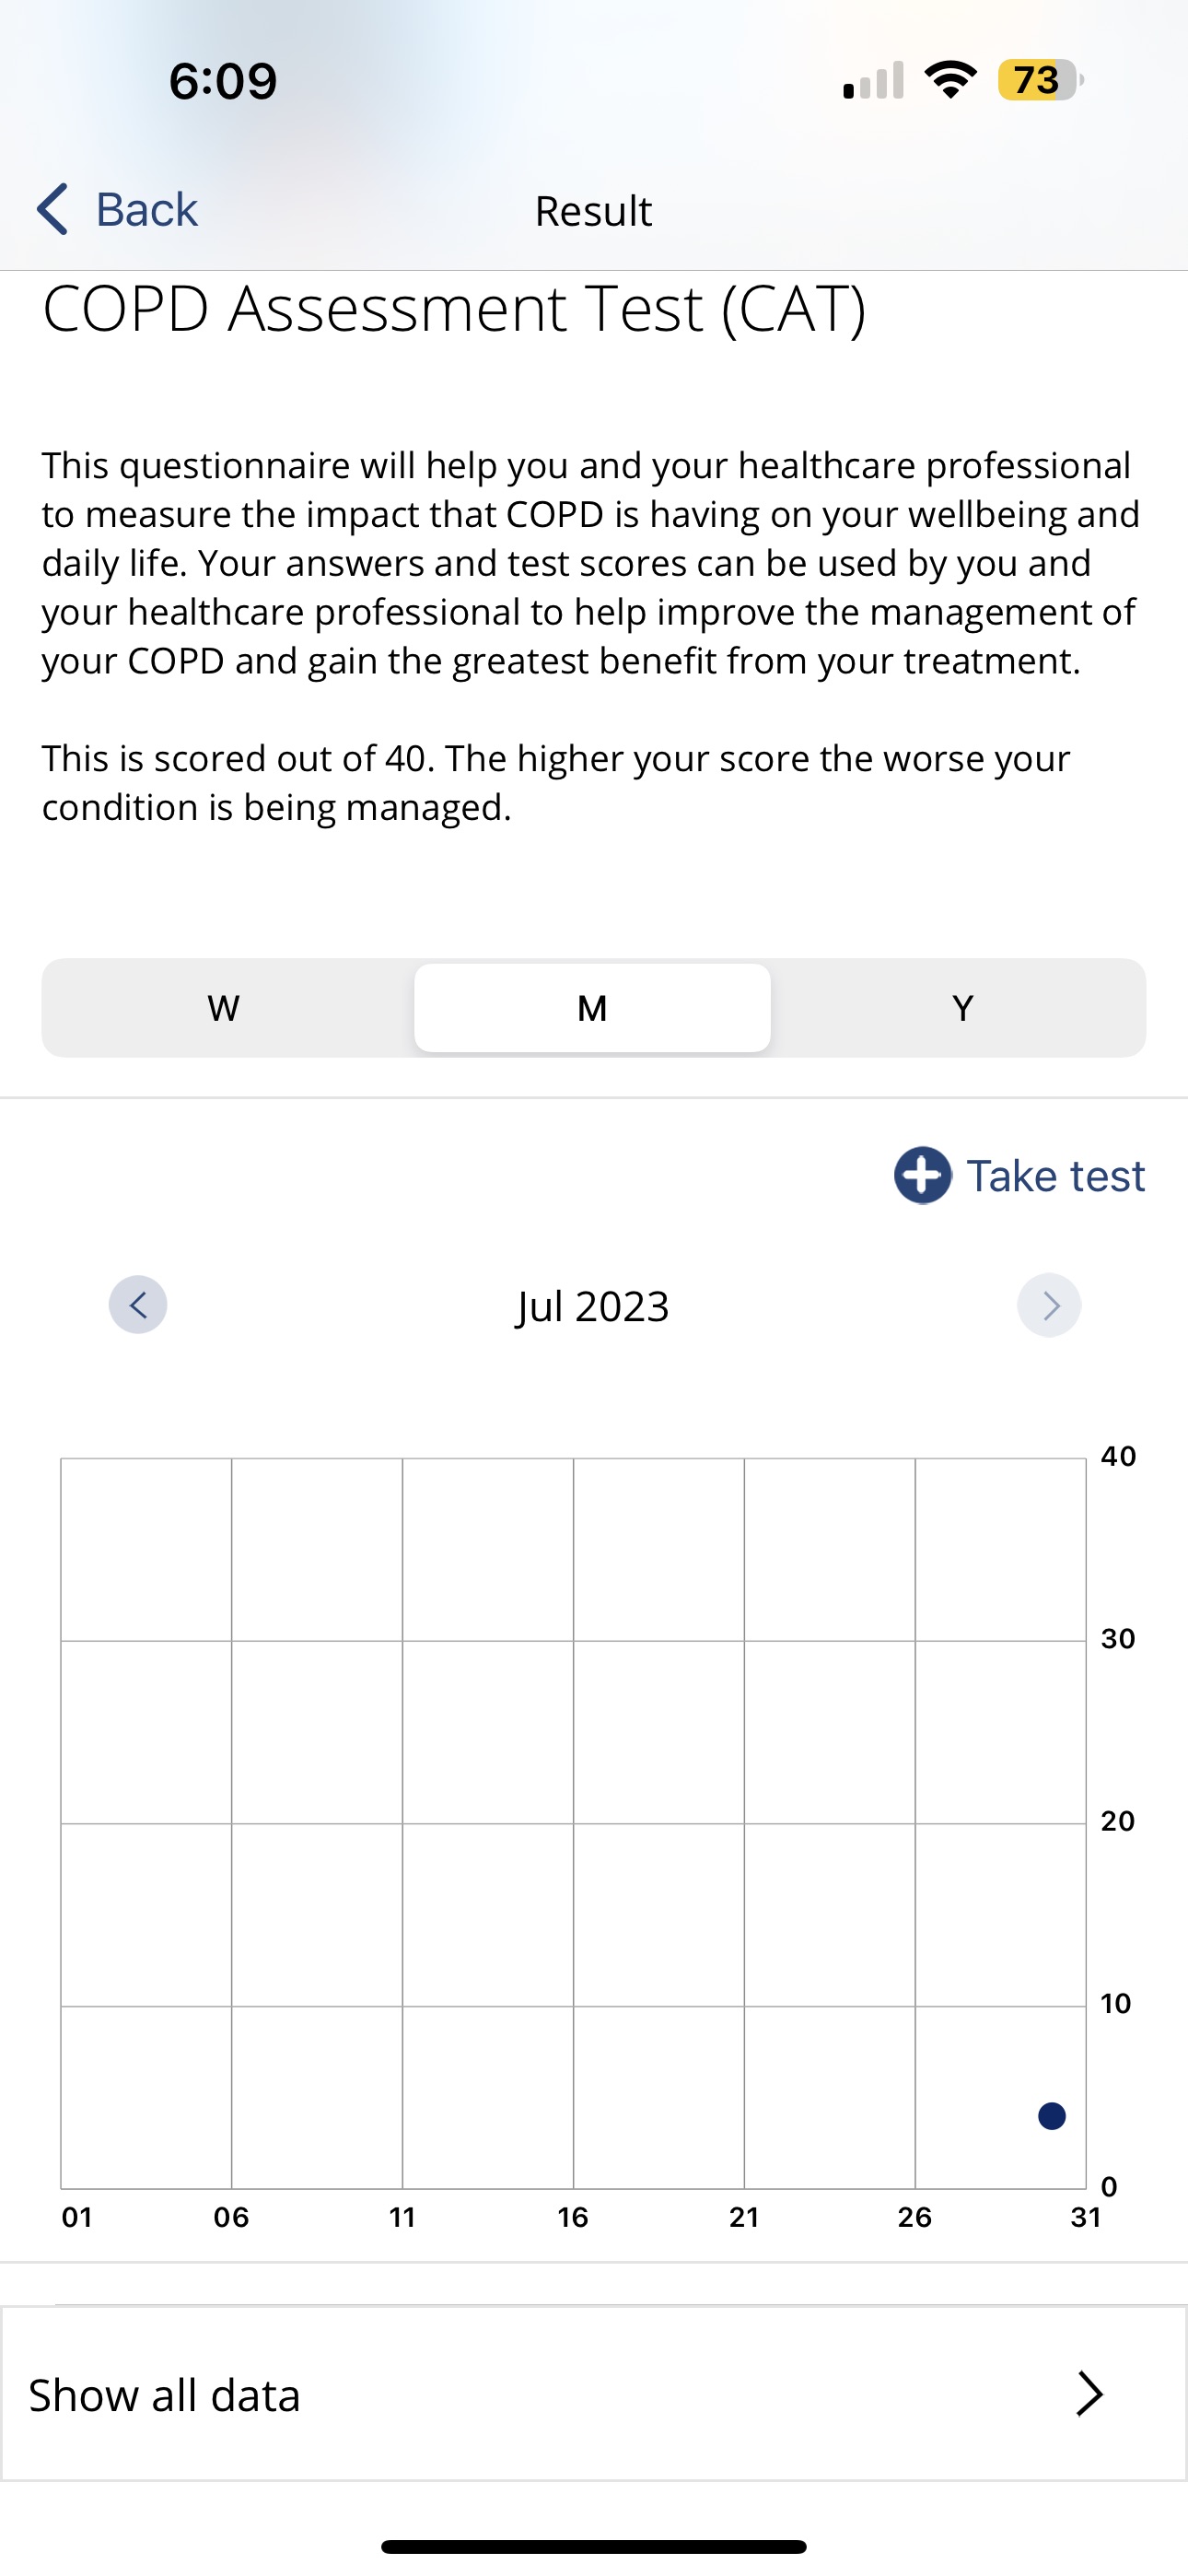 6:09
73
Back
Result
COPD Assessment Test (CAT)
This questionnaire will help you and your healthcare professional
to measure the impact that COPD is having on your wellbeing and
daily life. Your answers and test scores can be used by you and
your healthcare professional to help improve the management of
your COPD and gain the greatest benefit from your treatment.
This is scored out of 40. The higher your score the worse your
condition is being managed.
W M Y
Take test
Jul 2023
40
30
20
10
0
01 06 11 16 21 26 31
Show all data